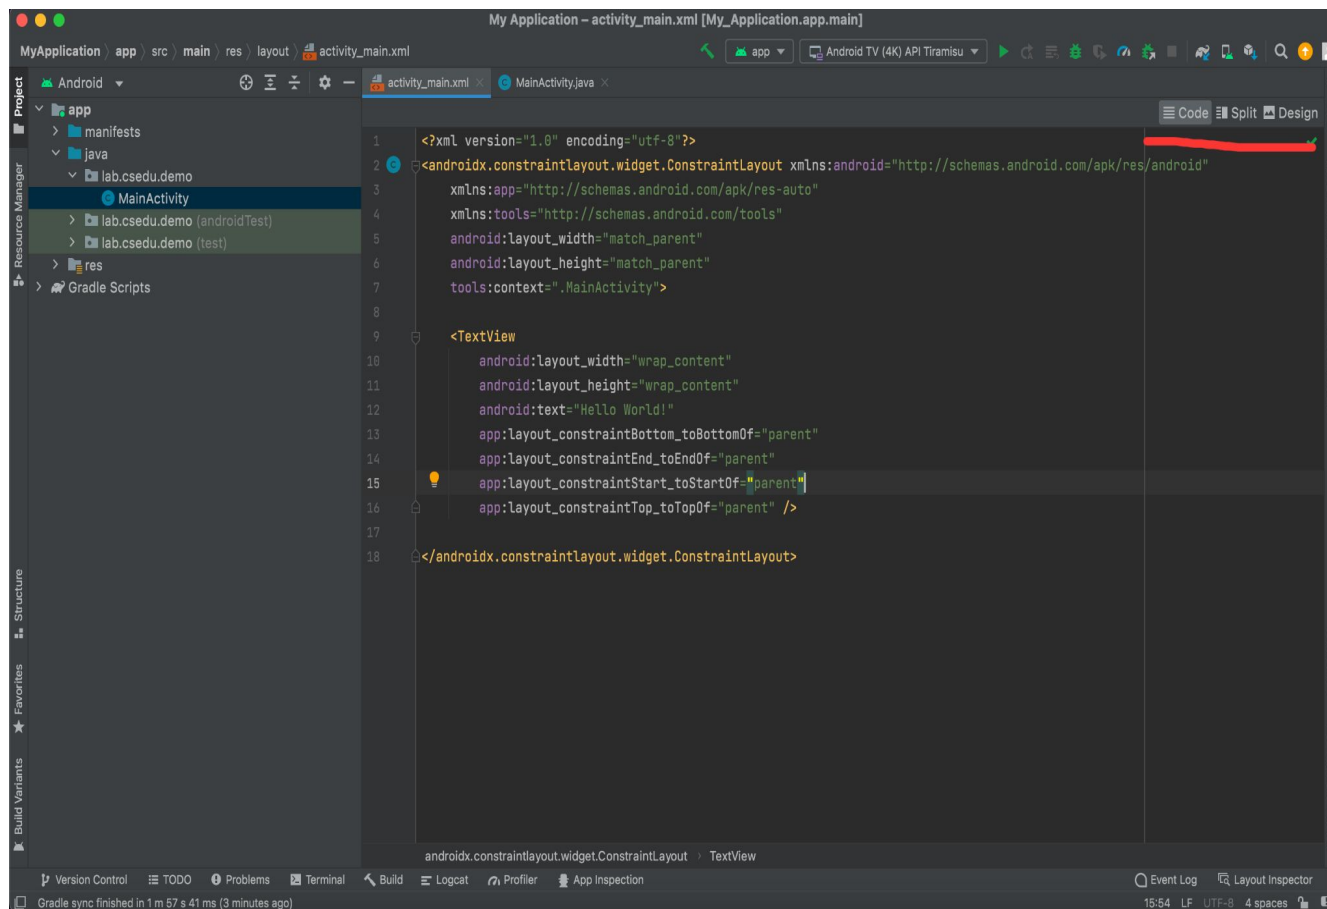 My Application – activity_main.xml [My_Application.app.main]
MyApplication 〉 app 〉 src 〉 main 〉 res 〉 layout 〉 activity_main.xml
app
Android TV (4K) API Tiramisu
Project
Android
activity_main.xml
MainActivity.java
Code Split Design
app
manifests
java
lab.csedu.demo
MainActivity
lab.csedu.demo (androidTest)
lab.csedu.demo (test)
res
Gradle Scripts
Resource Manager
Structure
Favorites
Build Variants
1 <?xml version="1.0" encoding="utf-8"?>
2 <androidx.constraintlayout.widget.ConstraintLayout xmlns:android="http://schemas.android.com/apk/res/android"
3 xmlns:app="http://schemas.android.com/apk/res-auto"
4 xmlns:tools="http://schemas.android.com/tools"
5 android:layout_width="match_parent"
6 android:layout_height="match_parent"
7 tools:context=".MainActivity">
8
9 <TextView
10 android:layout_width="wrap_content"
11 android:layout_height="wrap_content"
12 android:text="Hello World!"
13 app:layout_constraintBottom_toBottomOf="parent"
14 app:layout_constraintEnd_toEndOf="parent"
15 app:layout_constraintStart_toStartOf="parent"
16 app:layout_constraintTop_toTopOf="parent" />
17
18 </androidx.constraintlayout.widget.ConstraintLayout>
androidx.constraintlayout.widget.ConstraintLayout 〉 TextView
Version Control TODO Problems Terminal Build Logcat Profiler App Inspection Event Log Layout Inspector
Gradle sync finished in 1 m 57 s 41 ms (3 minutes ago) 15:54 LF UTF-8 4 spaces